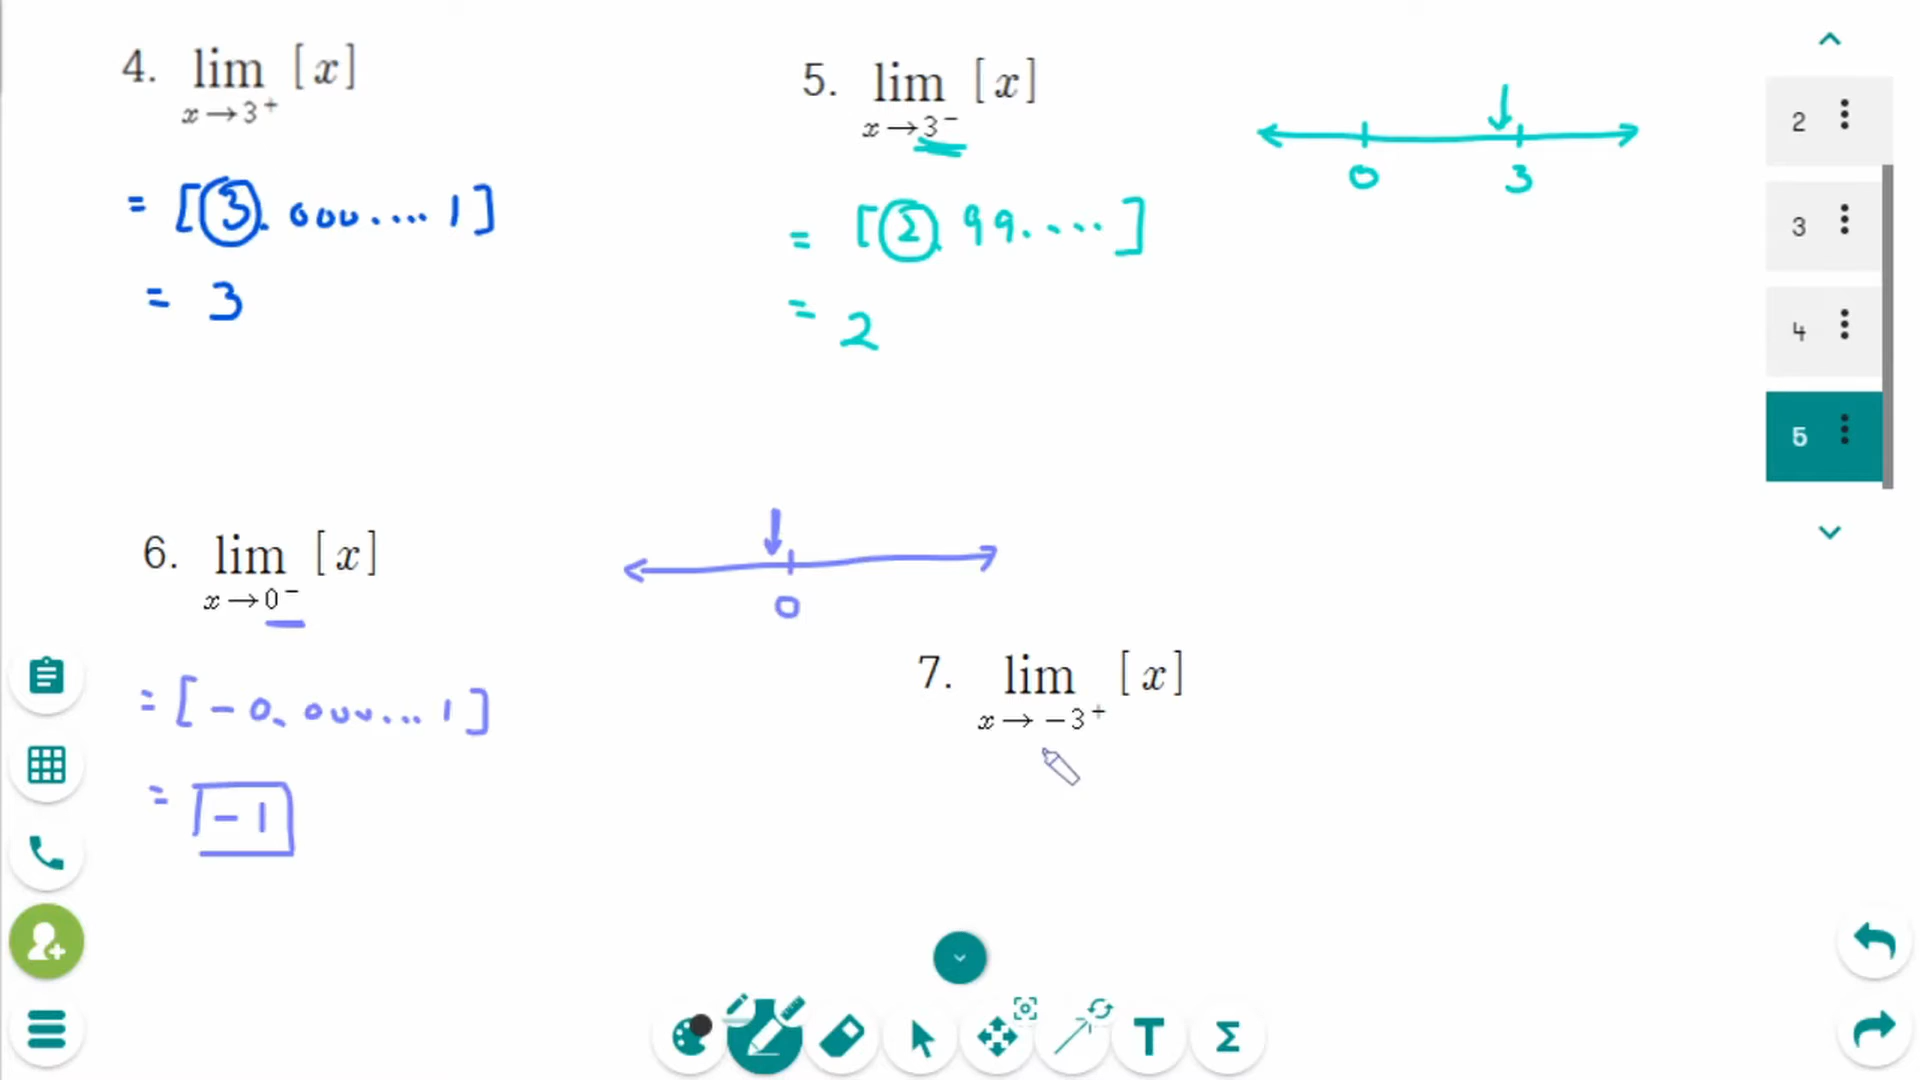 4. lim [x]
x→3⁺
= [3.000.... 1]
= 3
5. lim [x]
x→3⁻
= [2.99....]
= 2
0 3
6. lim [x]
x→0⁻
= [-0.000... 1]
= -1
0
7. lim [x]
x→-3⁺
2
3
4
5
T
Σ